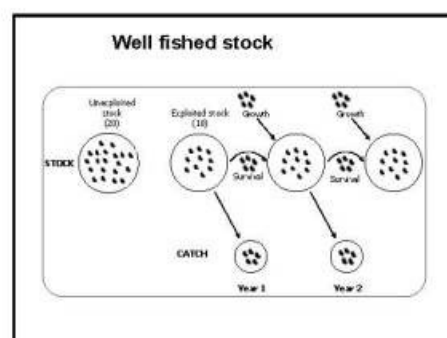 Well fished stock
Unexploited
stock
(20)
Exploited stock
(10)
Growth
Growth
STOCK
Survival
Survival
CATCH
Year 1
Year 2